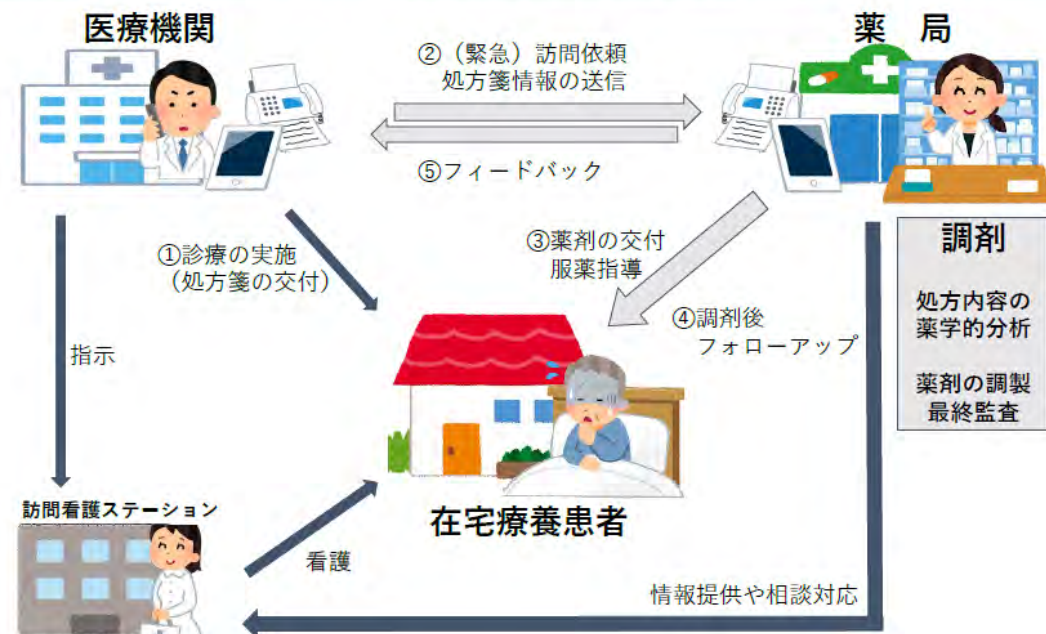 医療機関
薬　局
②（緊急）訪問依頼
処方箋情報の送信
⑤フィードバック
①診療の実施
（処方箋の交付）
③薬剤の交付
服薬指導
④調剤後
フォローアップ
調剤
処方内容の
薬学的分析
薬剤の調製
最終監査
指示
訪問看護ステーション
看護
在宅療養患者
情報提供や相談対応